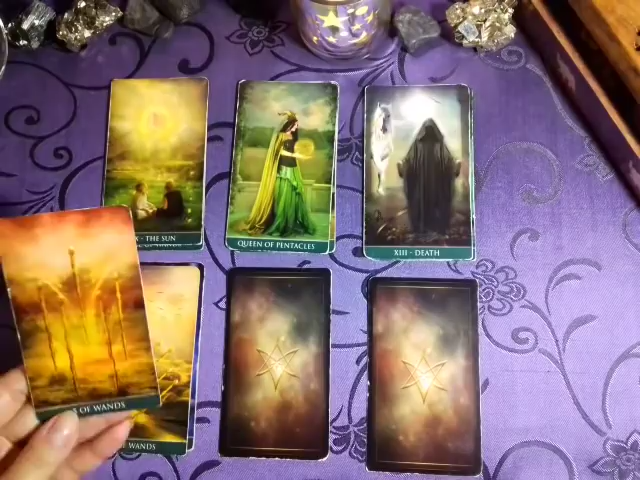 X - THE SUN
QUEEN OF PENTACLES
XIII - DEATH
OF WANDS
WANDS